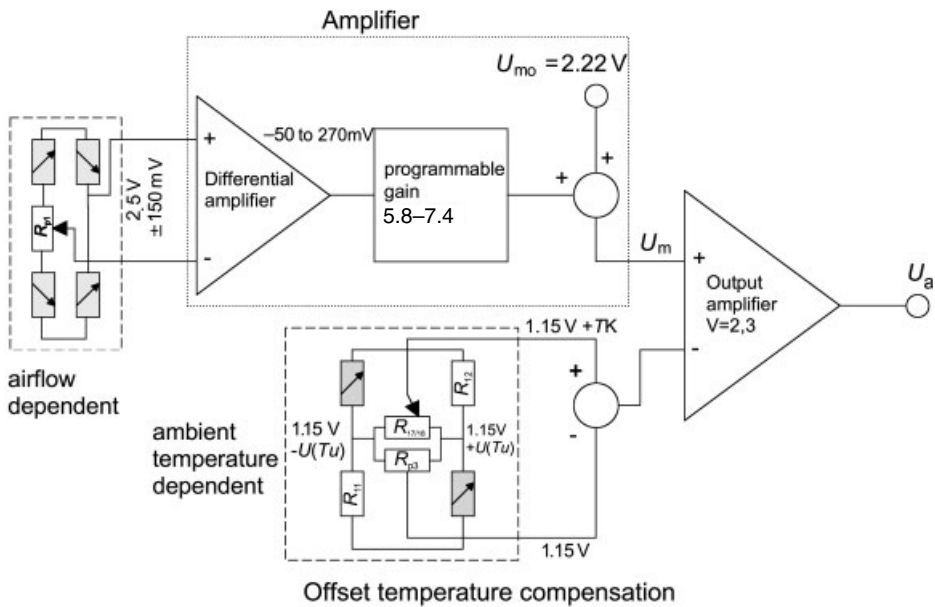 Amplifier
U_mo = 2.22 V
–50 to 270mV
+
Differential
amplifier
-
programmable
gain
5.8–7.4
+
+
2,5V
± 150 mV
R_p1
U_m
+
Output
amplifier
V=2,3
-
U_a
airflow
dependent
1.15 V + TK
+
-
R_12
1.15 V
-U(Tu)
R_17/18
R_p3
1.15V
+U(Tu)
R_11
ambient
temperature
dependent
1.15 V
Offset temperature compensation